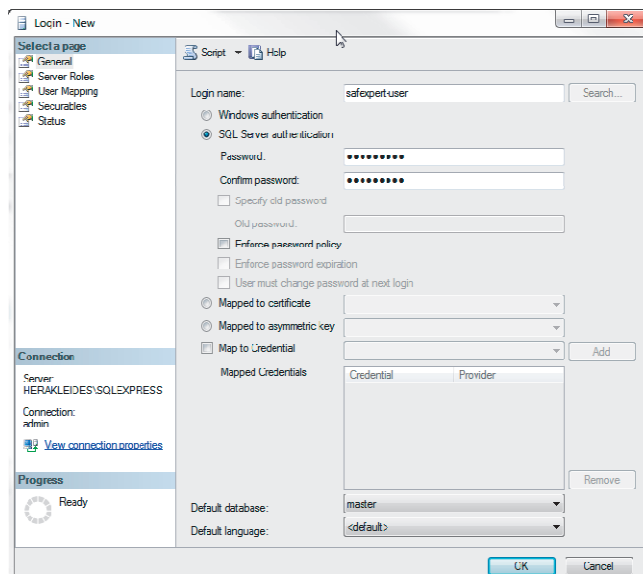 Login - New
Select a page
General
Server Roles
User Mapping
Securables
Status
Script Help
Login name: safexpert-user Search...
Windows authentication
SQL Server authentication
Password:
Confirm password:
Specify old password
Old password:
Enforce password policy
Enforce password expiration
User must change password at next login
Mapped to certificate
Mapped to asymmetric key
Map to Credential Add
Mapped Credentials Credential Provider
Remove
Default database: master
Default language: <default>
Connection
Server:
HERAKLEIDES\SQLEXPRESS
Connection:
admin
View connection properties
Progress
Ready
OK Cancel